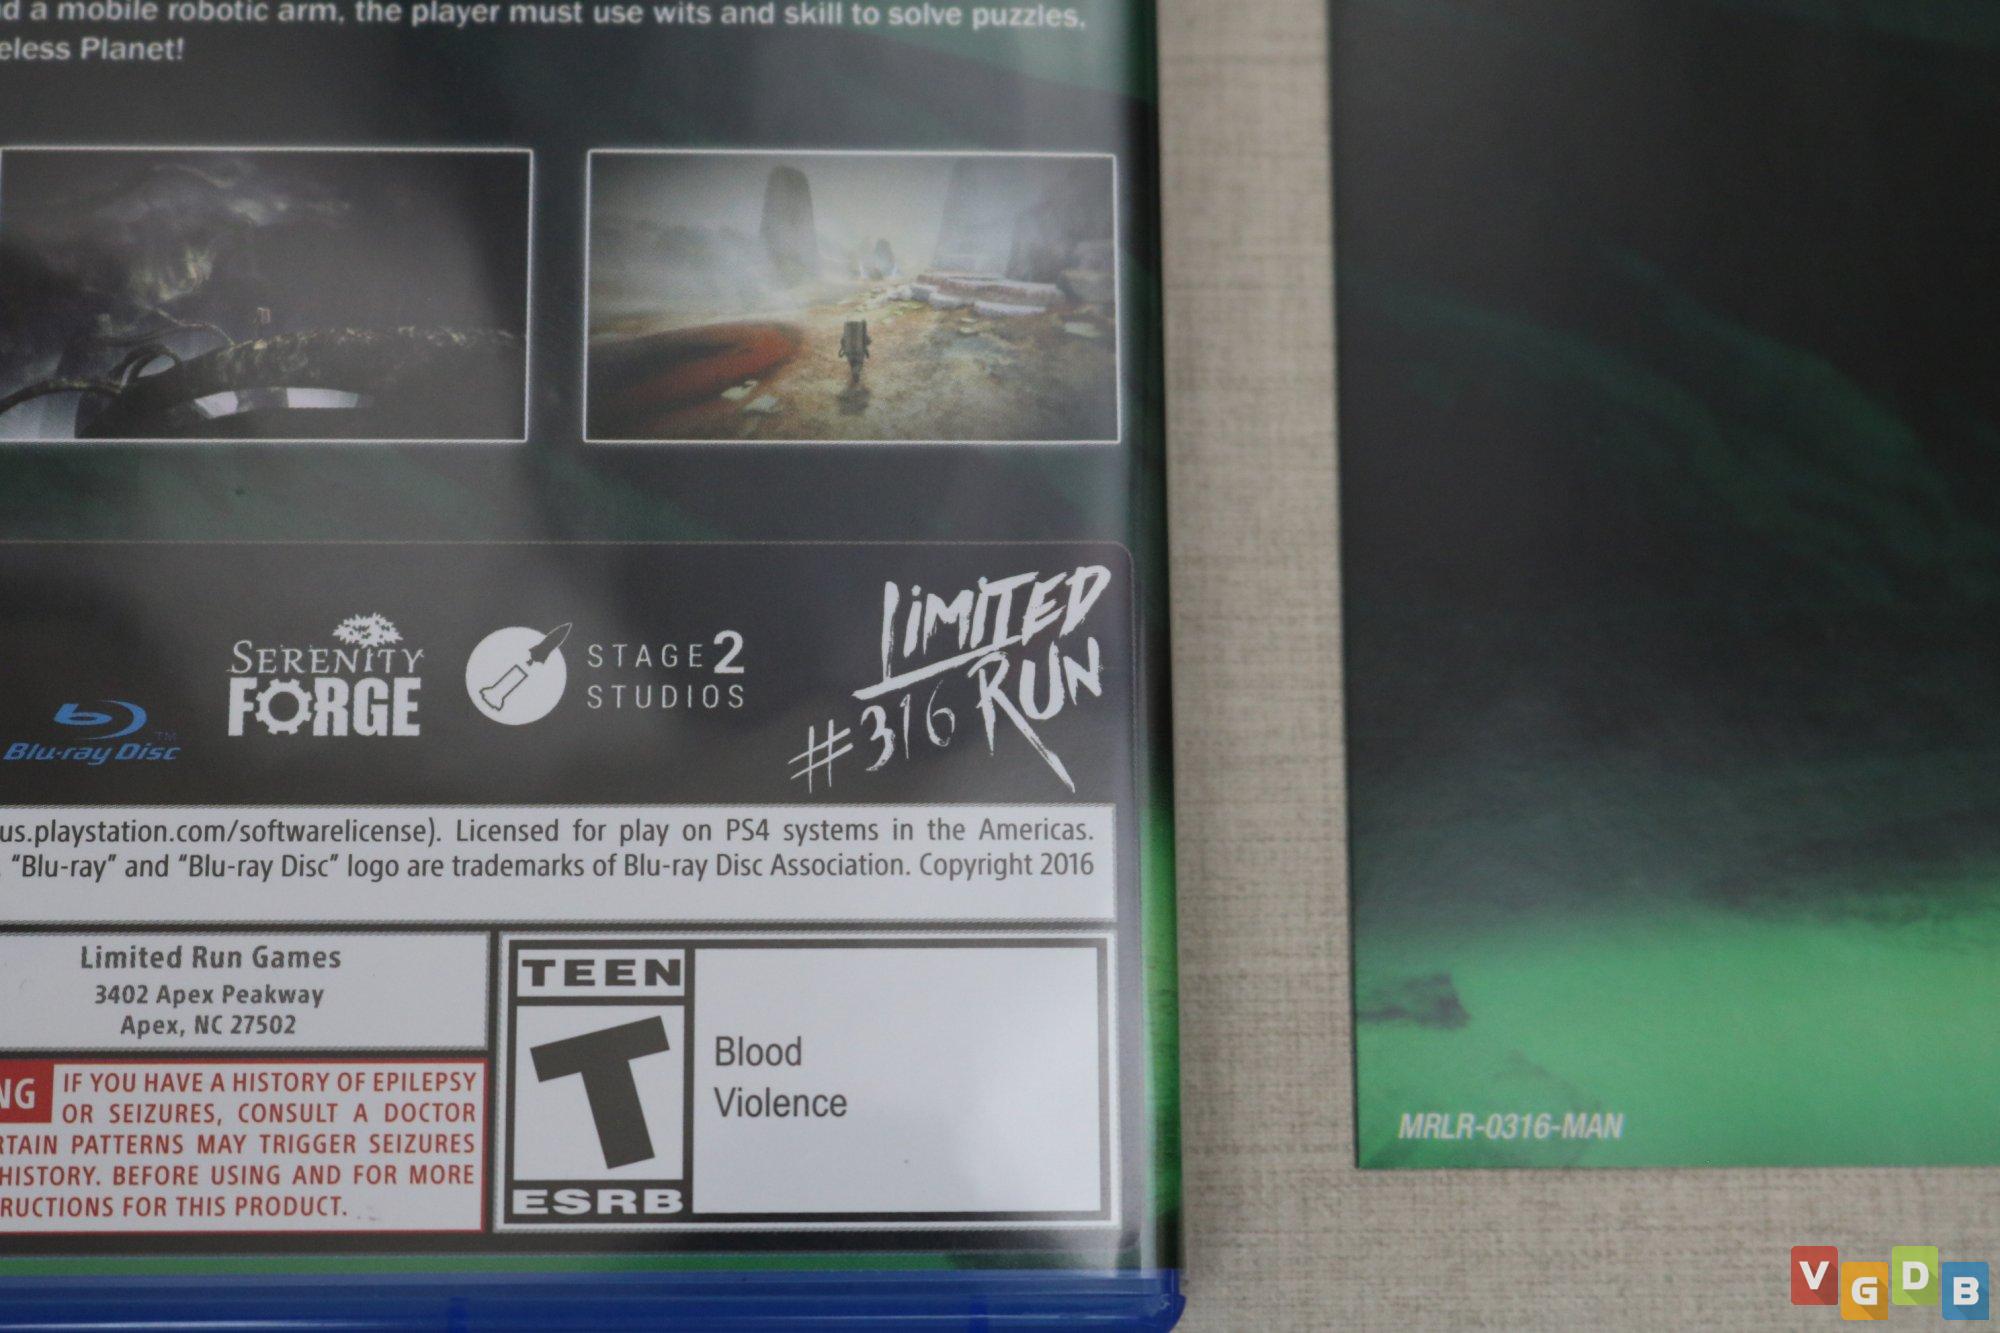 d a mobile robotic arm, the player must use wits and skill to solve puzzles,
eless Planet!
SERENITY
FORGE
STAGE 2
STUDIOS
LIMITED
RUN
#316
Blu-ray Disc™
us.playstation.com/softwarelicense). Licensed for play on PS4 systems in the Americas.
. "Blu-ray" and "Blu-ray Disc" logo are trademarks of Blu-ray Disc Association. Copyright 2016
Limited Run Games
3402 Apex Peakway
Apex, NC 27502
NG IF YOU HAVE A HISTORY OF EPILEPSY
OR SEIZURES, CONSULT A DOCTOR
RTAIN PATTERNS MAY TRIGGER SEIZURES
HISTORY. BEFORE USING AND FOR MORE
RUCTIONS FOR THIS PRODUCT.
TEEN
T
ESRB
Blood
Violence
MRLR-0316-MAN
VGDB